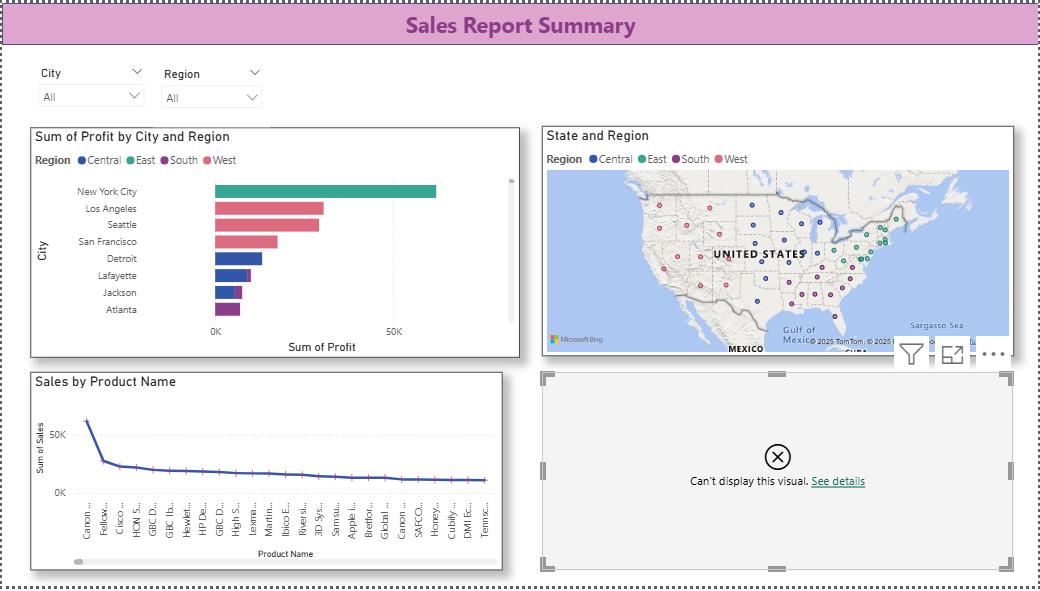 Sales Report Summary
City
Region
All
All
Sum of Profit by City and Region
Region Central East South West
New York City
Los Angeles
Seattle
San Francisco
Detroit
Lafayette
Jackson
Atlanta
City
0K 50K
Sum of Profit
State and Region
Region Central East South West
UNITED STATES
Gulf of
Mexico
Sargasso Sea
MEXICO
Microsoft Bing
© 2025 TomTom, © 2025
Sales by Product Name
Sum of Sales
50K
0K
Canon ...
Fellow...
Cisco ...
HON 5...
GBC D...
GBC Ib...
Hewlet...
HP De...
GBC D...
High S...
Lexma...
Martin...
Ibico E...
Riversi...
3D Sys...
Samsu...
Apple i...
Bretfor...
Global ...
Canon ...
SAFCO...
Honey...
Cubify ...
DMI Ec...
Tennsc...
Product Name
Can't display this visual. See details